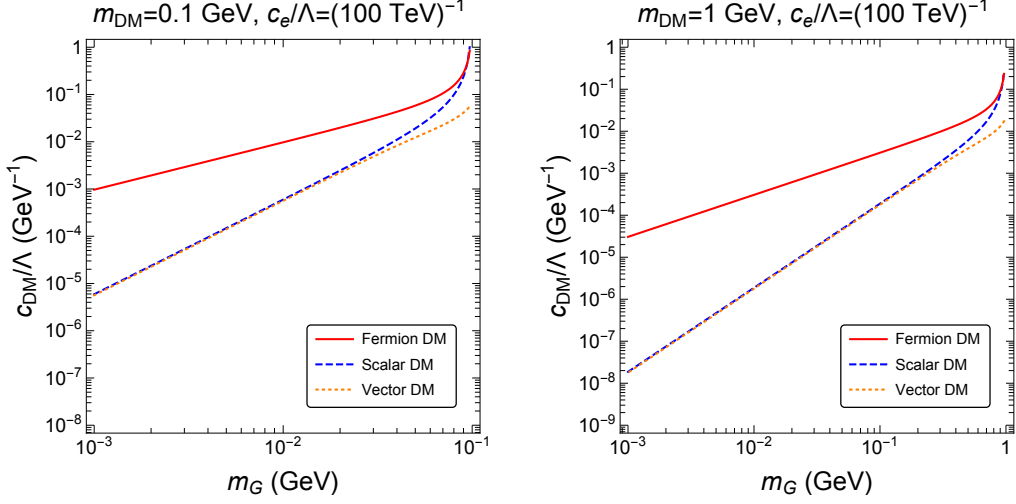 m_DM=0.1 GeV, c_e/Λ=(100 TeV)^−1
c_DM/Λ (GeV^−1)
1
10^−1
10^−2
10^−3
10^−4
10^−5
10^−6
10^−7
10^−8
Fermion DM
Scalar DM
Vector DM
10^−3 10^−2 10^−1
m_G (GeV)
m_DM=1 GeV, c_e/Λ=(100 TeV)^−1
c_DM/Λ (GeV^−1)
1
10^−1
10^−2
10^−3
10^−4
10^−5
10^−6
10^−7
10^−8
10^−9
Fermion DM
Scalar DM
Vector DM
10^−3 10^−2 10^−1 1
m_G (GeV)